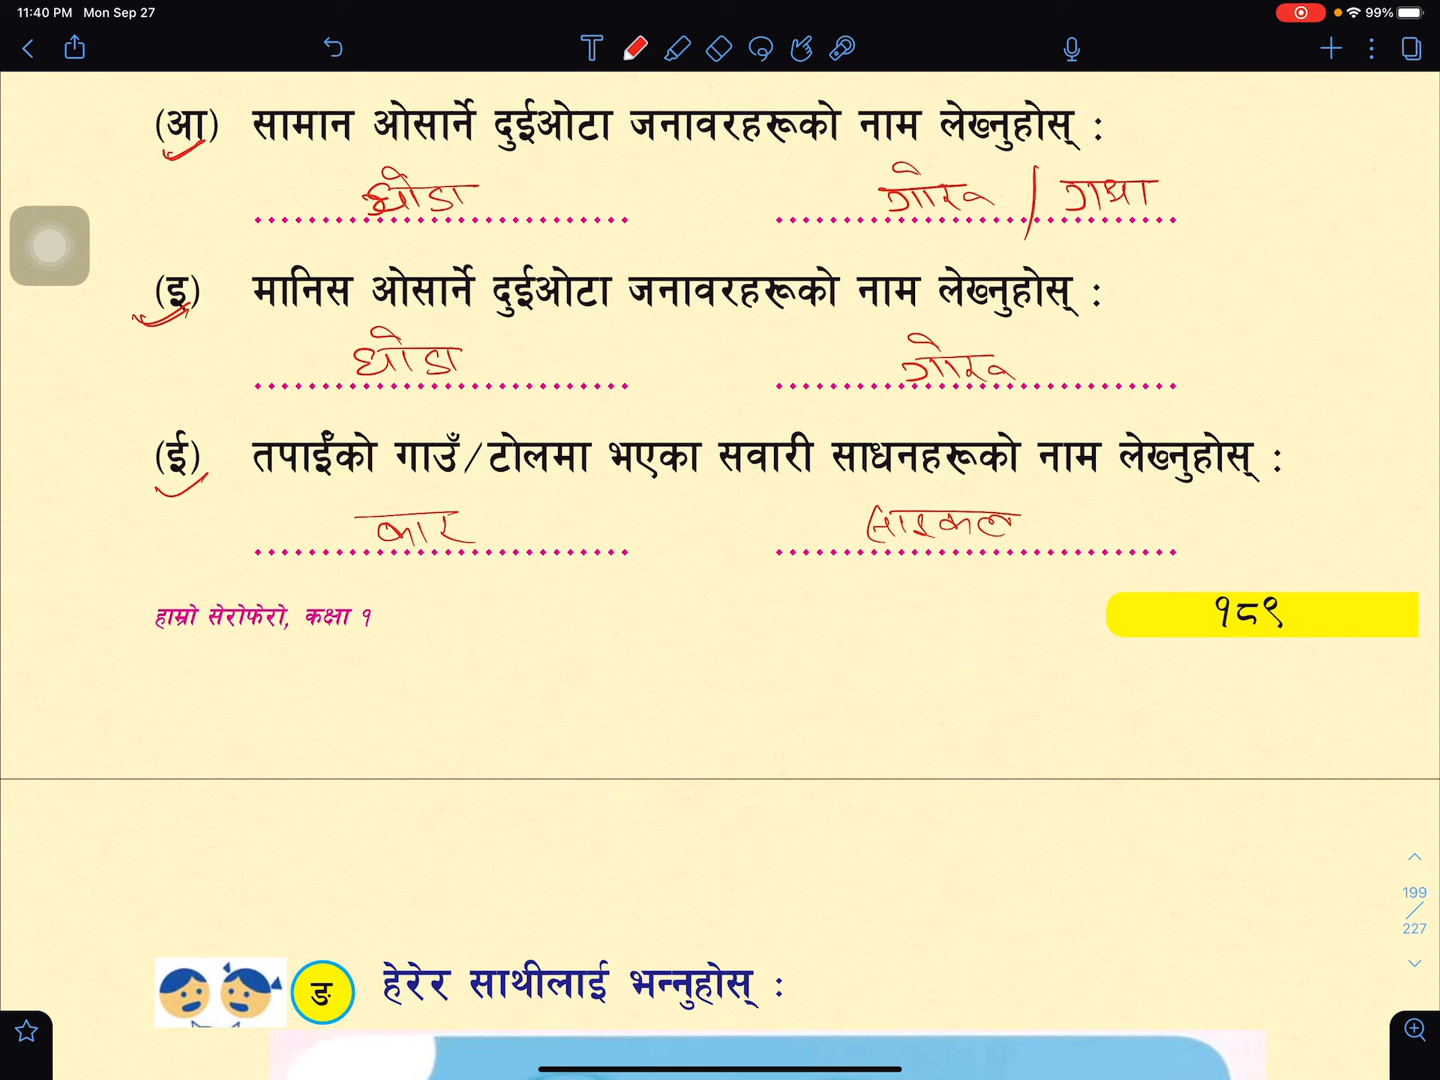 11:40 PM Mon Sep 27
99%
(आ) सामान ओसार्ने दुईओटा जनावरहरूको नाम लेख्नुहोस् :
घोडा गोरु / गधा
(इ) मानिस ओसार्ने दुईओटा जनावरहरूको नाम लेख्नुहोस् :
घोडा गोरु
(ई) तपाईँको गाउँ/टोलमा भएका सवारी साधनहरूको नाम लेख्नुहोस् :
कार साइकल
हाम्रो सेरोफेरो, कक्षा १
१८९
199
/
227
ङ हेरेर साथीलाई भन्नुहोस् :